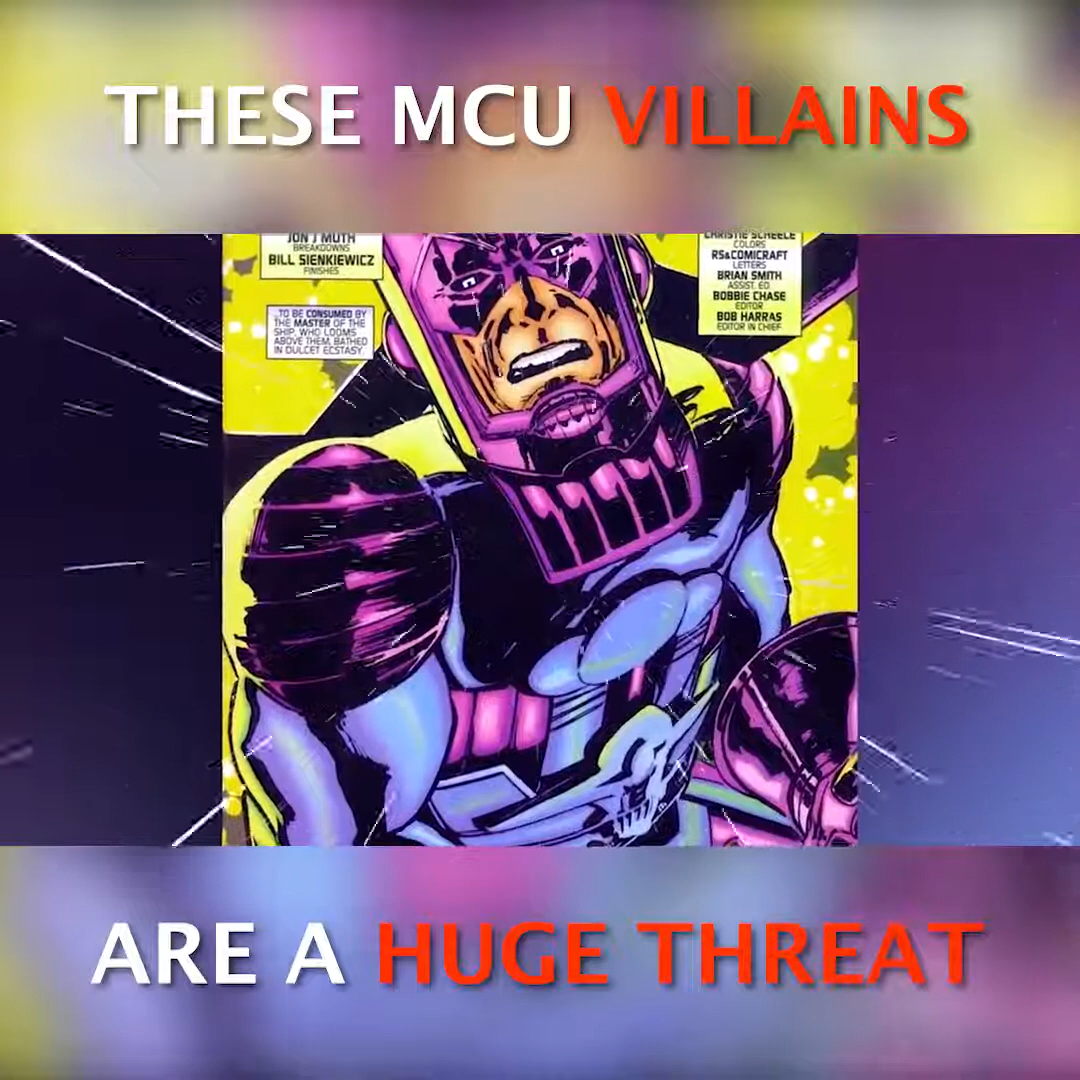 THESE MCU VILLAINS
JON J MUTH
BREAKDOWNS
BILL SIENKIEWICZ
FINISHES
...TO BE CONSUMED BY
THE MASTER OF THE
SHIP, WHO LOOMS
ABOVE THEM, BATHED
IN DULCET ECSTASY.
CHRISTIE SCHEELE
COLORS
RS&COMICRAFT
LETTERS
BRIAN SMITH
ASSIST. ED.
BOBBIE CHASE
EDITOR
BOB HARRAS
EDITOR IN CHIEF
ARE A HUGE THREAT